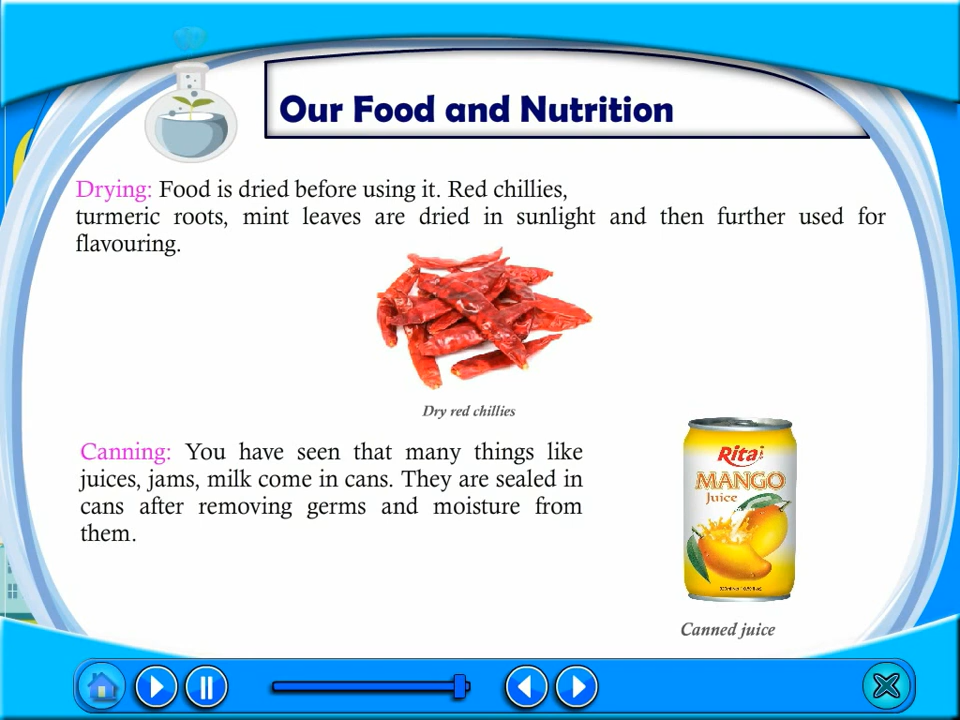 Our Food and Nutrition
Drying: Food is dried before using it. Red chillies,
turmeric roots, mint leaves are dried in sunlight and then further used for
flavouring.
Dry red chillies
Canning: You have seen that many things like
juices, jams, milk come in cans. They are sealed in
cans after removing germs and moisture from
them.
Rita
MANGO
Juice
Canned juice